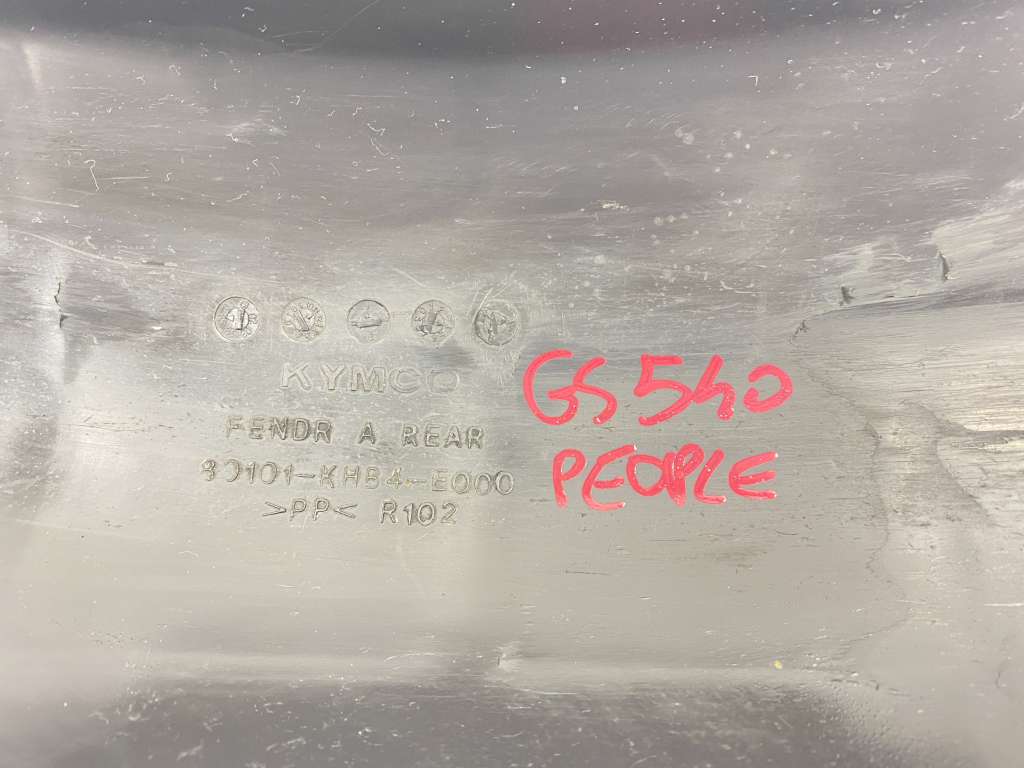 KYMCO
FENDR A REAR
80101-KHB4-E000
>PP< R102
GS540
PEOPLE